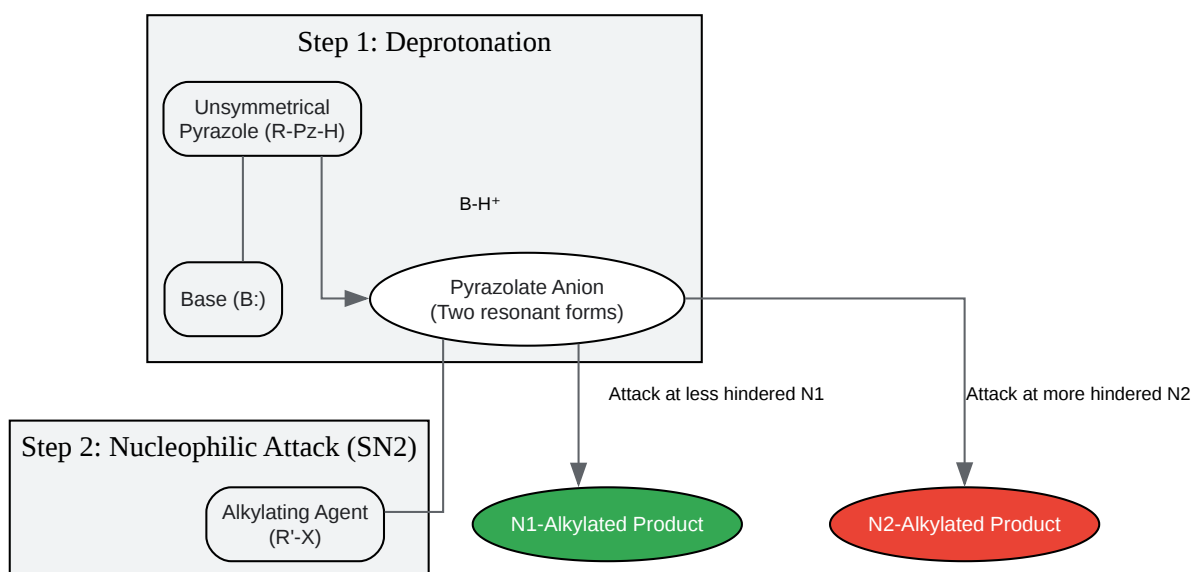 Step 1: Deprotonation
Unsymmetrical
Pyrazole (R-Pz-H)
B-H⁺
Base (B:)
Pyrazolate Anion
(Two resonant forms)
Attack at less hindered N1
Attack at more hindered N2
Step 2: Nucleophilic Attack (SN2)
Alkylating Agent
(R'-X)
N1-Alkylated Product
N2-Alkylated Product